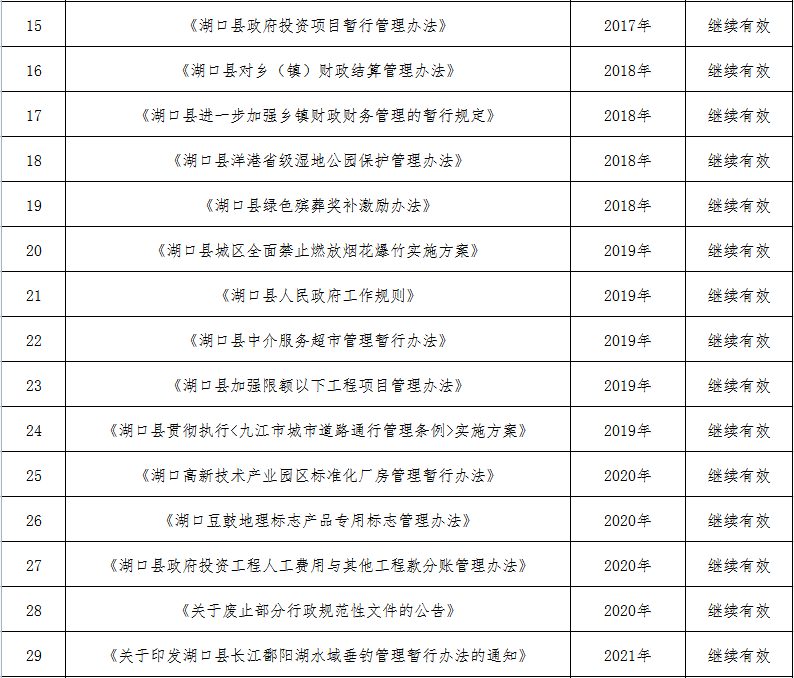 15 《湖口县政府投资项目暂行管理办法》 2017年 继续有效
16 《湖口县对乡（镇）财政结算管理办法》 2018年 继续有效
17 《湖口县进一步加强乡镇财政财务管理的暂行规定》 2018年 继续有效
18 《湖口县洋港省级湿地公园保护管理办法》 2018年 继续有效
19 《湖口县绿色殡葬奖补激励办法》 2018年 继续有效
20 《湖口县城区全面禁止燃放烟花爆竹实施方案》 2019年 继续有效
21 《湖口县人民政府工作规则》 2019年 继续有效
22 《湖口县中介服务超市管理暂行办法》 2019年 继续有效
23 《湖口县加强限额以下工程项目管理办法》 2019年 继续有效
24 《湖口县贯彻执行<九江市城市道路通行管理条例>实施方案》 2019年 继续有效
25 《湖口高新技术产业园区标准化厂房管理暂行办法》 2020年 继续有效
26 《湖口豆鼓地理标志产品专用标志管理办法》 2020年 继续有效
27 《湖口县政府投资工程人工费用与其他工程款分账管理办法》 2020年 继续有效
28 《关于废止部分行政规范性文件的公告》 2020年 继续有效
29 《关于印发湖口县长江鄱阳湖水域垂钓管理暂行办法的通知》 2021年 继续有效